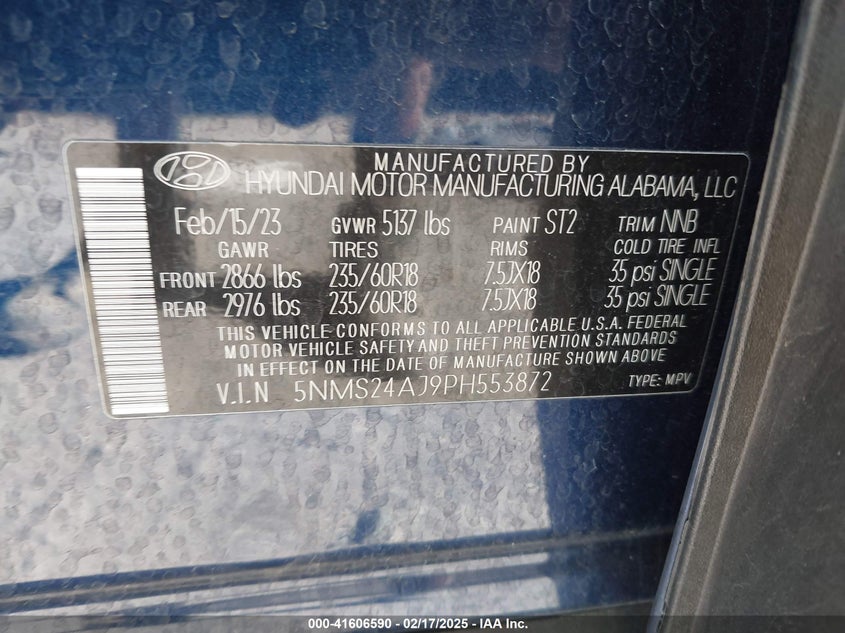 MANUFACTURED BY
HYUNDAI MOTOR MANUFACTURING ALABAMA, LLC
Feb/15/23 GVWR 5137 lbs PAINT ST2 TRIM NNB
GAWR TIRES RIMS COLD TIRE INFL
FRONT 2866 lbs 235/60R18 7.5JX18 35 psi SINGLE
REAR 2976 lbs 235/60R18 7.5JX18 35 psi SINGLE
THIS VEHICLE CONFORMS TO ALL APPLICABLE U.S.A. FEDERAL
MOTOR VEHICLE SAFETY AND THEFT PREVENTION STANDARDS
IN EFFECT ON THE DATE OF MANUFACTURE SHOWN ABOVE
V.I.N 5NMS24AJ9PH553872 TYPE: MPV
000-41606590 - 02/17/2025 - IAA Inc.